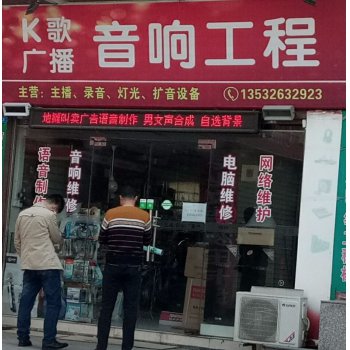 K歌
广播
音响工程
主营：主播、录音、灯光、扩音设备
13532632923
地摊叫卖广告语音制作 男女声合成 自选背景
语音制作
音响维修
电脑维修
网络维护